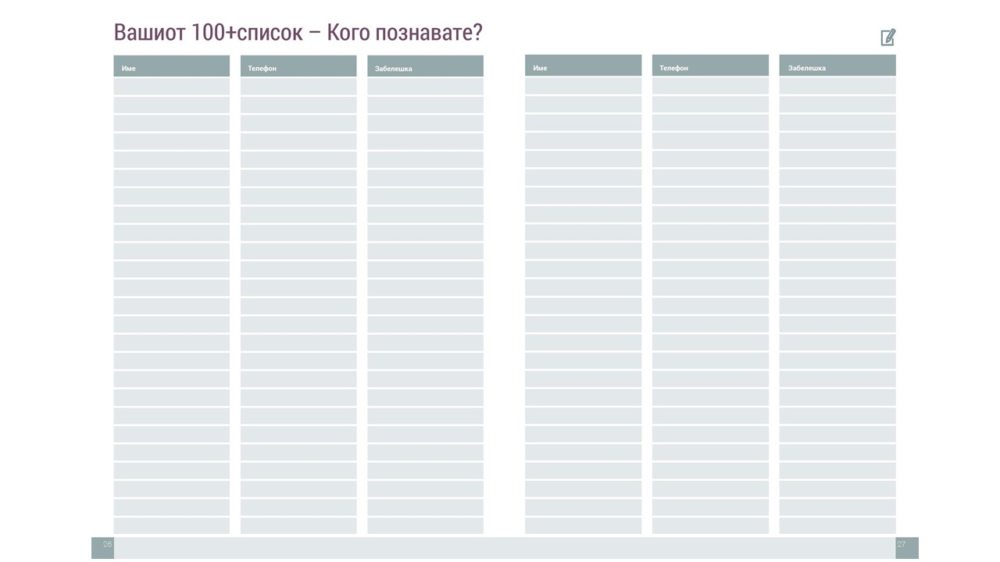 Вашиот 100+список – Кого познавате?
Име Телефон Забелешка
Име Телефон Забелешка
26
27